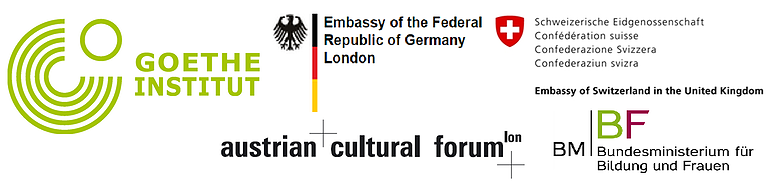 GOETHE
INSTITUT
Embassy of the Federal
Republic of Germany
London
Schweizerische Eidgenossenschaft
Confédération suisse
Confederazione Svizzera
Confederaziun svizra
Embassy of Switzerland in the United Kingdom
austrian cultural forum lon
BM BF
Bundesministerium für
Bildung und Frauen